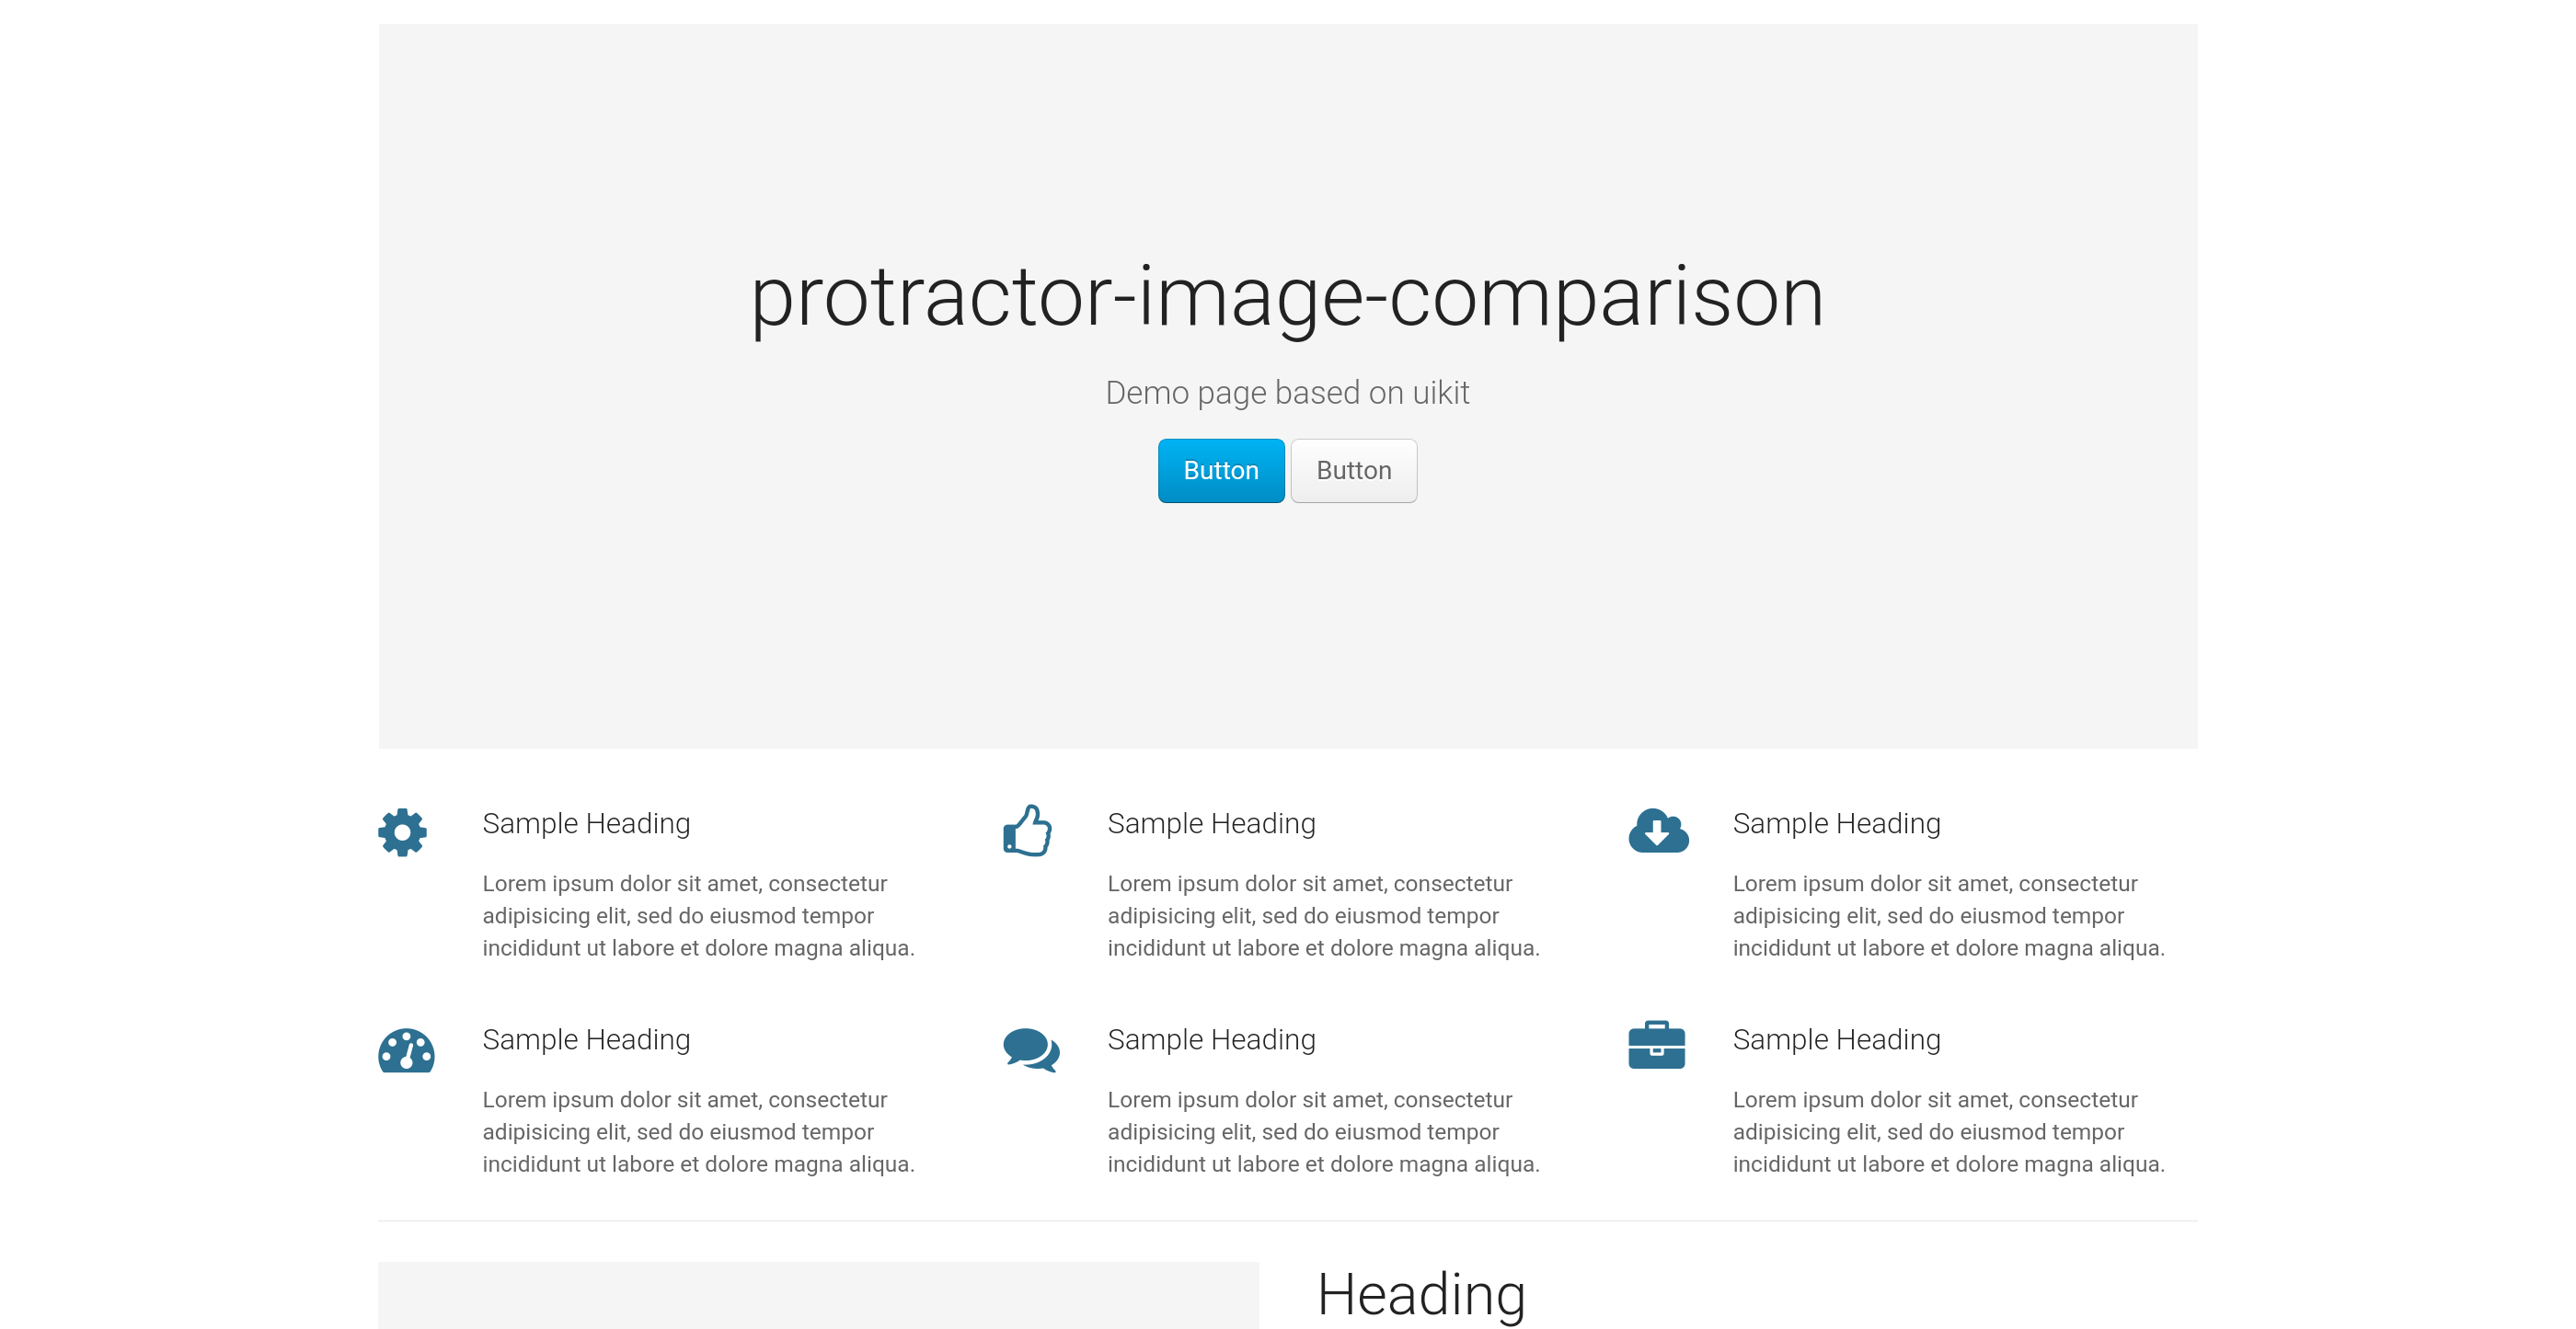 protractor-image-comparison
Demo page based on uikit
Button Button
Sample Heading
Lorem ipsum dolor sit amet, consectetur
adipisicing elit, sed do eiusmod tempor
incididunt ut labore et dolore magna aliqua.
Sample Heading
Lorem ipsum dolor sit amet, consectetur
adipisicing elit, sed do eiusmod tempor
incididunt ut labore et dolore magna aliqua.
Sample Heading
Lorem ipsum dolor sit amet, consectetur
adipisicing elit, sed do eiusmod tempor
incididunt ut labore et dolore magna aliqua.
Sample Heading
Lorem ipsum dolor sit amet, consectetur
adipisicing elit, sed do eiusmod tempor
incididunt ut labore et dolore magna aliqua.
Sample Heading
Lorem ipsum dolor sit amet, consectetur
adipisicing elit, sed do eiusmod tempor
incididunt ut labore et dolore magna aliqua.
Sample Heading
Lorem ipsum dolor sit amet, consectetur
adipisicing elit, sed do eiusmod tempor
incididunt ut labore et dolore magna aliqua.
Heading